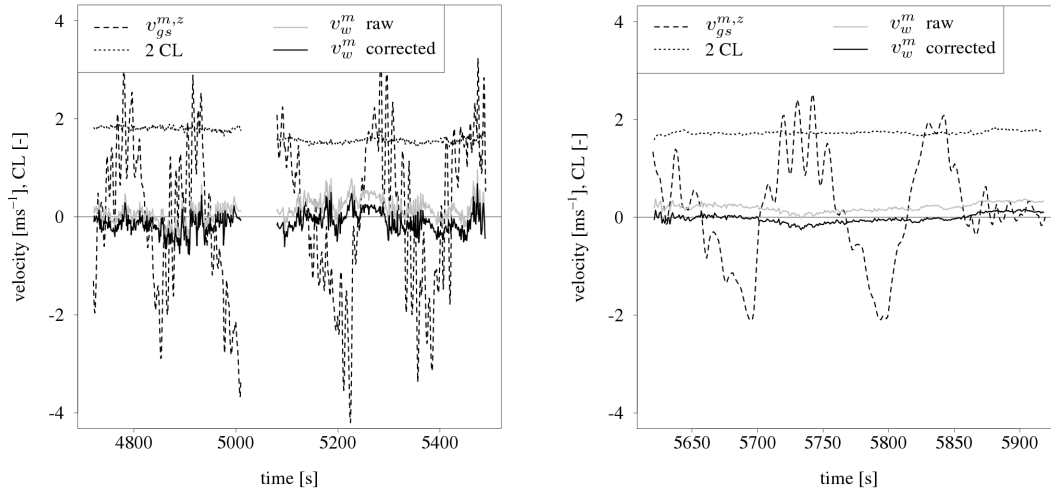 v_gs^m,z
2 CL
v_w^m raw
v_w^m corrected
velocity [ms⁻¹], CL [-]
4
2
0
-2
-4
4800 5000 5200 5400
time [s]
v_gs^m,z
2 CL
v_w^m raw
v_w^m corrected
velocity [ms⁻¹], CL [-]
4
2
0
-2
-4
5650 5700 5750 5800 5850 5900
time [s]